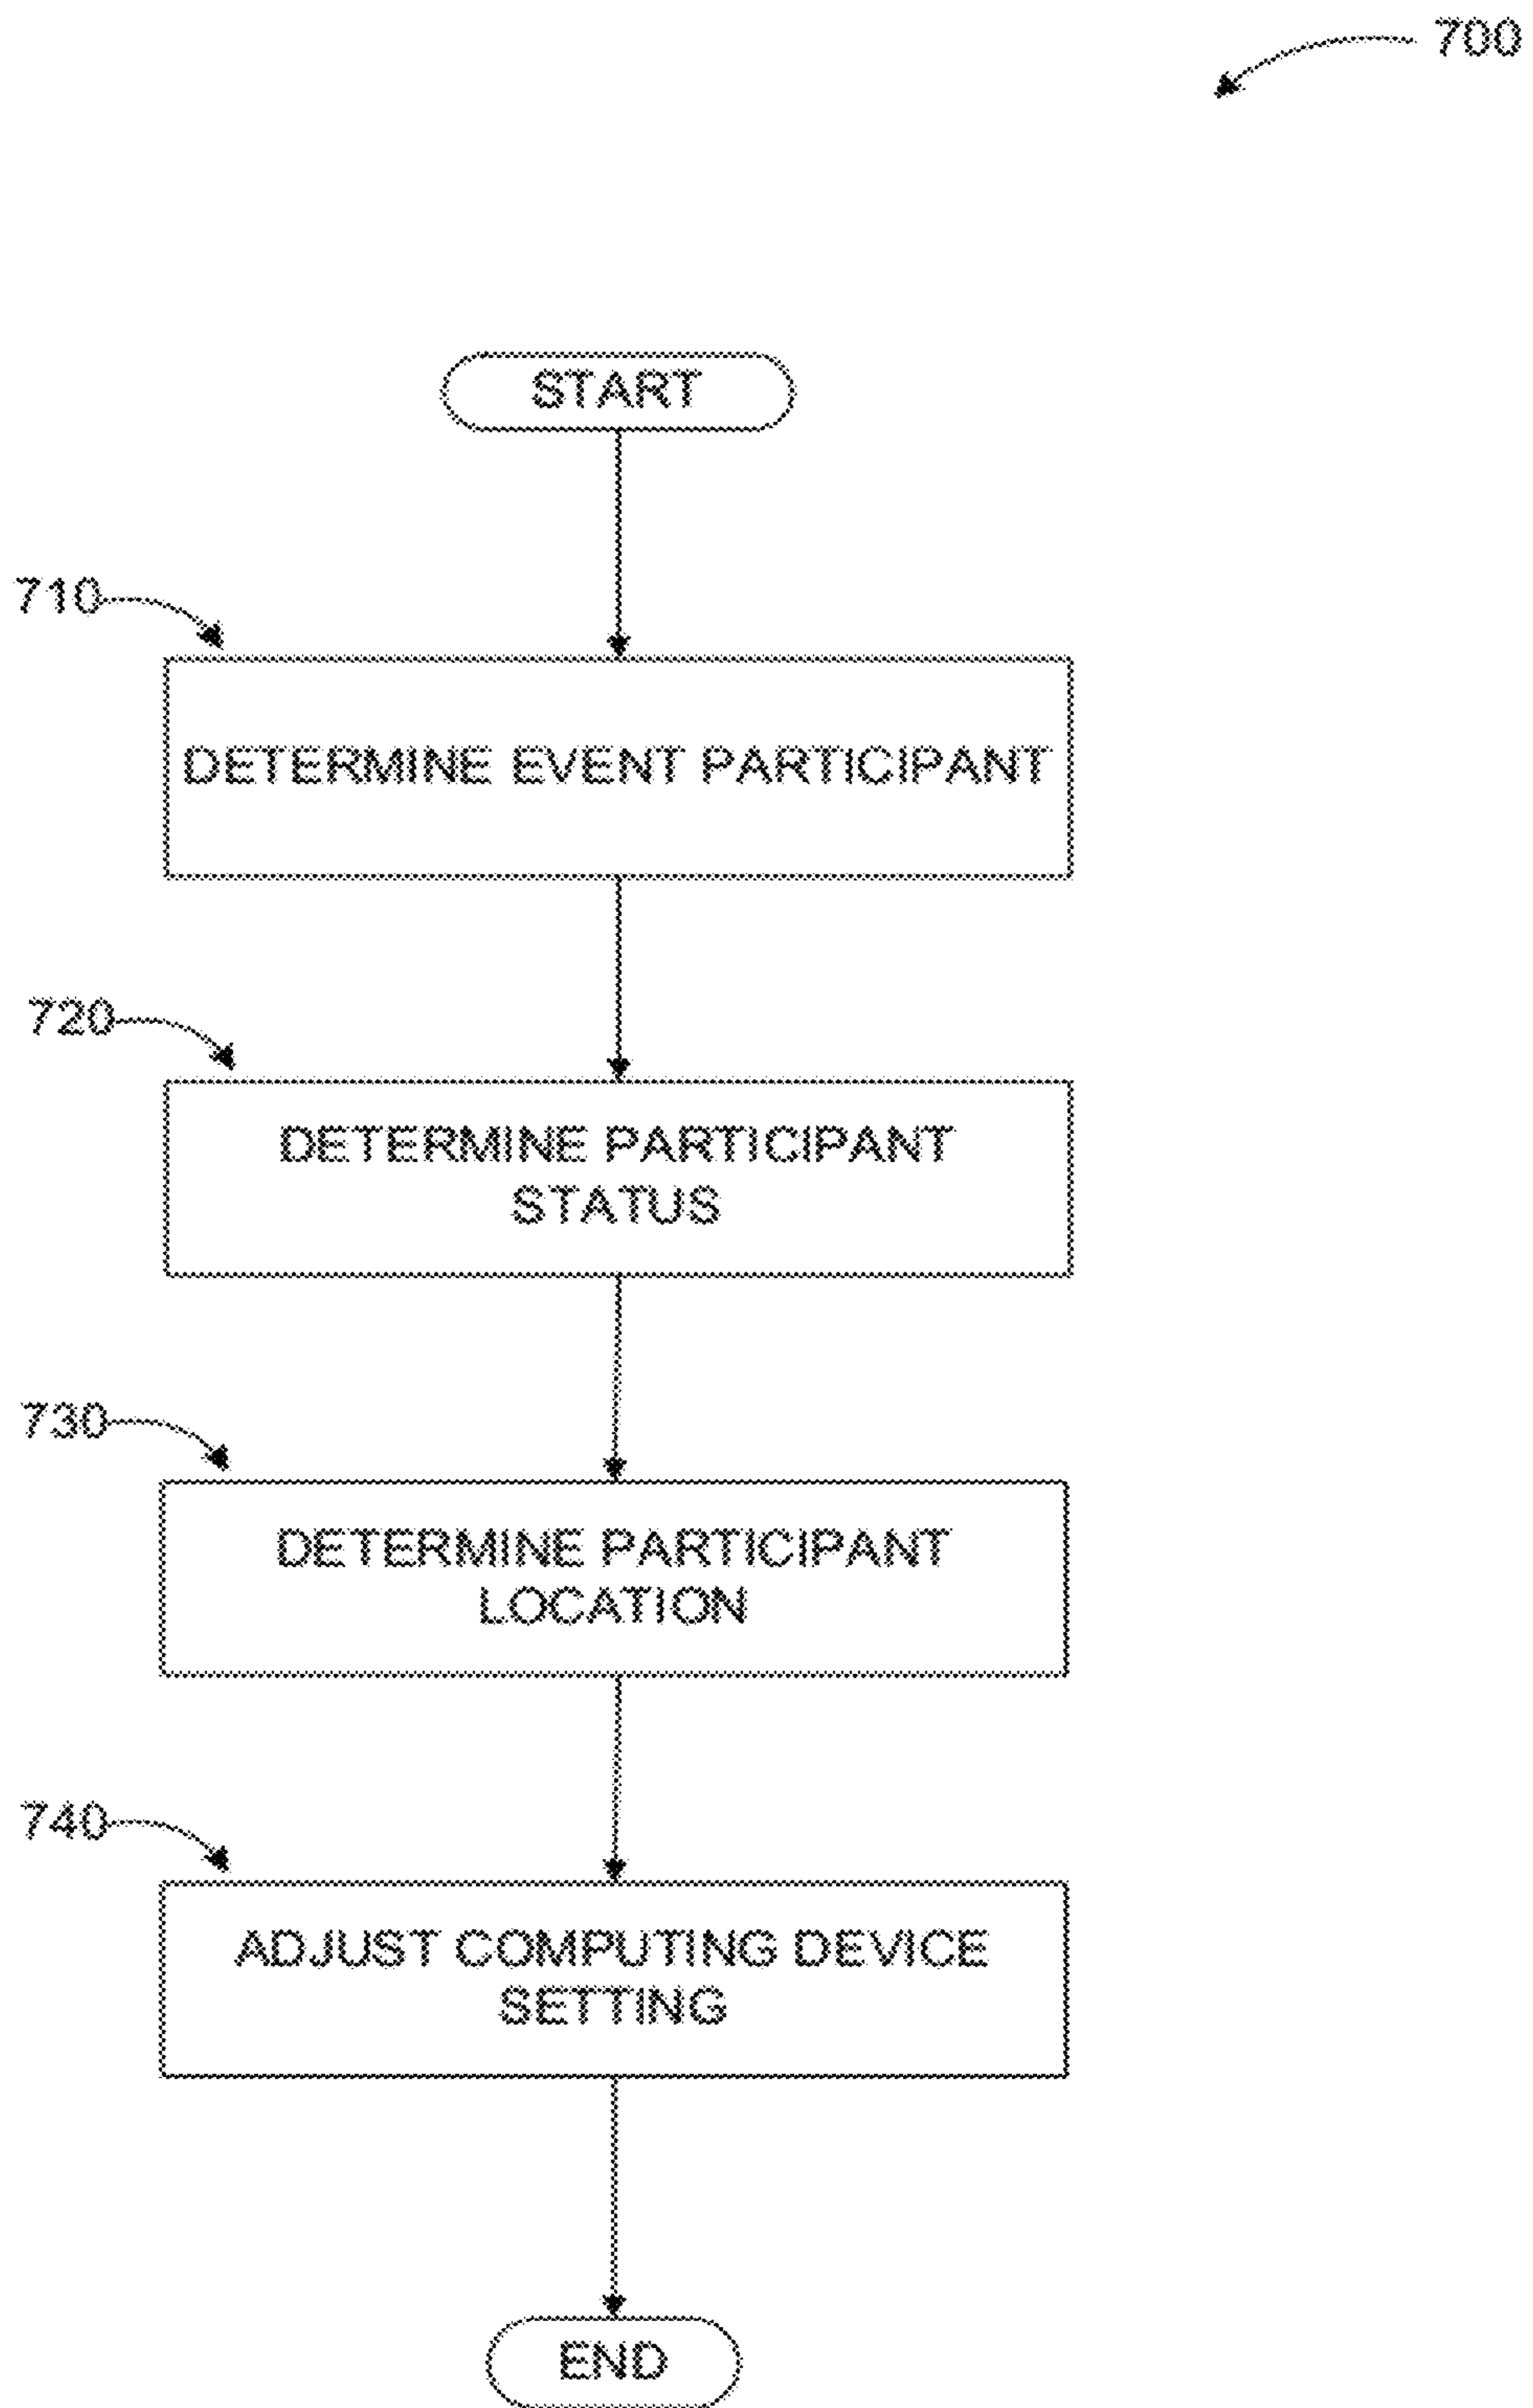 700
START
710
DETERMINE EVENT PARTICIPANT
720
DETERMINE PARTICIPANT
STATUS
730
DETERMINE PARTICIPANT
LOCATION
740
ADJUST COMPUTING DEVICE
SETTING
END